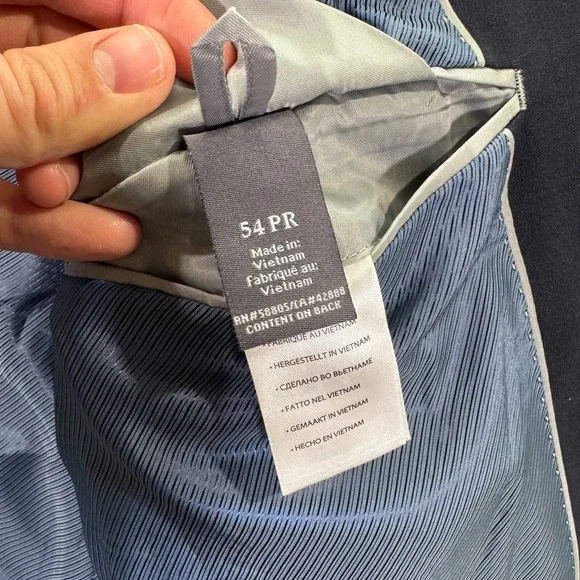 54 PR
Made in:
Vietnam
Fabriqué au:
Vietnam
RN#58805/CA#42888
CONTENT ON BACK
•FABRIQUÉ AU VIETNAM
•HERGESTELLT IN VIETNAM
•СДЕЛАНО ВО ВЬЕТНАМЕ
•FATTO NEL VIETNAM
•GEMAAKT IN VIETNAM
•HECHO EN VIETNAM